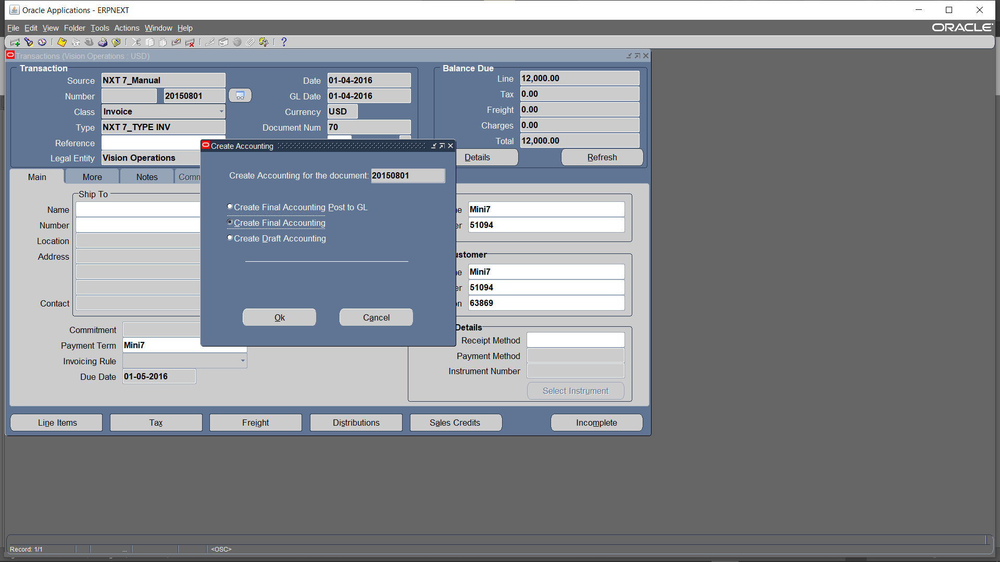 Oracle Applications - ERPNEXT
File Edit View Folder Tools Actions Window Help
ORACLE
Transactions (Vision Operations : USD)
Transaction
Source NXT 7_Manual
Number 20150801
Class Invoice
Type NXT 7_TYPE INV
Reference
Legal Entity Vision Operations
Date 01-04-2016
GL Date 01-04-2016
Currency USD
Document Num 70
Balance Due
Line 12,000.00
Tax 0.00
Freight 0.00
Charges 0.00
Total 12,000.00
Details Refresh
Main More Notes Comm
Ship To
Name
Number
Location
Address
Contact
Commitment
Payment Term Mini7
Invoicing Rule
Due Date 01-05-2016
Create Accounting
Create Accounting for the document: 20150801
Create Final Accounting Post to GL
Create Final Accounting
Create Draft Accounting
Ok Cancel
e Mini7
er 51094
ustomer
e Mini7
er 51094
on 63869
Details
Receipt Method
Payment Method
Instrument Number
Select Instrument
Line Items Tax Freight Distributions Sales Credits Incomplete
Record: 1/1 ... <OSC>